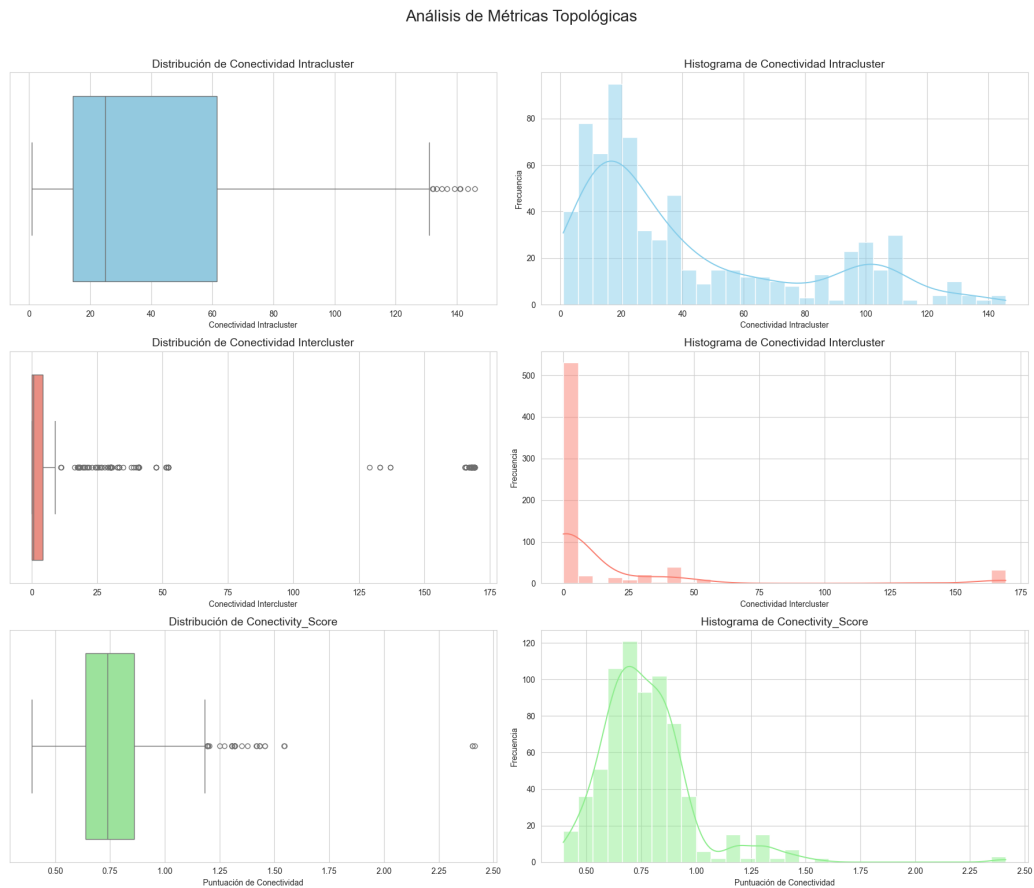 Análisis de Métricas Topológicas
Distribución de Conectividad Intracluster
0 20 40 60 80 100 120 140
Conectividad Intracluster
Histograma de Conectividad Intracluster
Frecuencia
80
60
40
20
0
0 20 40 60 80 100 120 140
Conectividad Intracluster
Distribución de Conectividad Intercluster
0 25 50 75 100 125 150 175
Conectividad Intercluster
Histograma de Conectividad Intercluster
Frecuencia
500
400
300
200
100
0
0 25 50 75 100 125 150 175
Conectividad Intercluster
Distribución de Conectivity_Score
0.50 0.75 1.00 1.25 1.50 1.75 2.00 2.25 2.50
Puntuación de Conectividad
Histograma de Conectivity_Score
Frecuencia
120
100
80
60
40
20
0
0.50 0.75 1.00 1.25 1.50 1.75 2.00 2.25 2.50
Puntuación de Conectividad